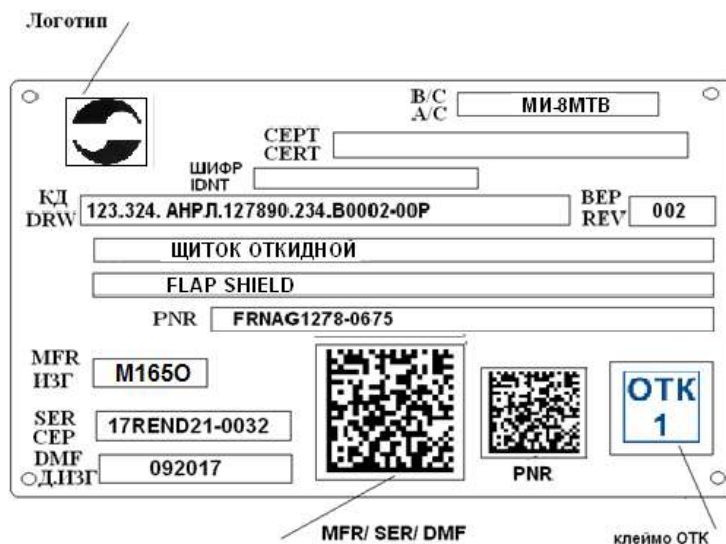 Логотип
В/С
А/С
МИ-8МТВ
СЕРТ
CERT
ШИФР
IDNT
КД
DRW
123.324. АНРЛ.127890.234.В0002-00Р
ВЕР
REV
002
ЩИТОК ОТКИДНОЙ
FLAP SHIELD
PNR
FRNAG1278-0675
MFR
ИЗГ
M165O
SER
СЕР
17REND21-0032
DMF
Д.ИЗГ
092017
PNR
ОТК
1
MFR/ SER/ DMF
клеймо ОТК